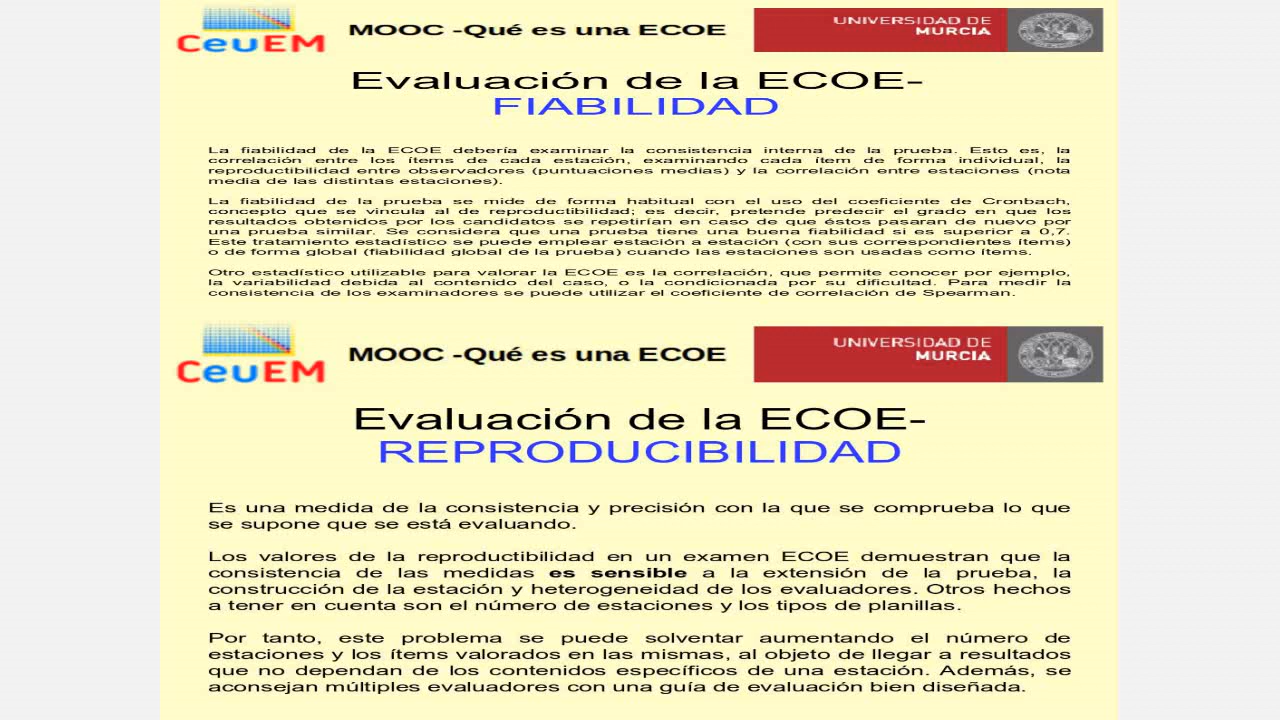 CeuEM
MOOC -Qué es una ECOE
UNIVERSIDAD DE
MURCIA
Evaluación de la ECOE-
FIABILIDAD
La fiabilidad de la ECOE debería examinar la consistencia interna de la prueba. Esto es, la
correlación entre los ítems de cada estación, examinando cada ítem de forma individual, la
reproductibilidad entre observadores (puntuaciones medias) y la correlación entre estaciones (nota
media de las distintas estaciones).
La fiabilidad de la prueba se mide de forma habitual con el uso del coeficiente de Cronbach,
concepto que se vincula al de reproductibilidad; es decir, pretende predecir el grado en que los
resultados obtenidos por los candidatos se repetirían en caso de que éstos pasaran de nuevo por
una prueba similar. Se considera que una prueba tiene una buena fiabilidad si es superior a 0,7.
Este tratamiento estadístico se puede emplear estación a estación (con sus correspondientes ítems)
o de forma global (fiabilidad global de la prueba) cuando las estaciones son usadas como ítems.
Otro estadístico utilizable para valorar la ECOE es la correlación, que permite conocer por ejemplo,
la variabilidad debida al contenido del caso, o la condicionada por su dificultad. Para medir la
consistencia de los examinadores se puede utilizar el coeficiente de correlación de Spearman.
CeuEM
MOOC -Qué es una ECOE
UNIVERSIDAD DE
MURCIA
Evaluación de la ECOE-
REPRODUCIBILIDAD
Es una medida de la consistencia y precisión con la que se comprueba lo que
se supone que se está evaluando.
Los valores de la reproductibilidad en un examen ECOE demuestran que la
consistencia de las medidas es sensible a la extensión de la prueba, la
construcción de la estación y heterogeneidad de los evaluadores. Otros hechos
a tener en cuenta son el número de estaciones y los tipos de planillas.
Por tanto, este problema se puede solventar aumentando el número de
estaciones y los ítems valorados en las mismas, al objeto de llegar a resultados
que no dependan de los contenidos específicos de una estación. Además, se
aconsejan múltiples evaluadores con una guía de evaluación bien diseñada.